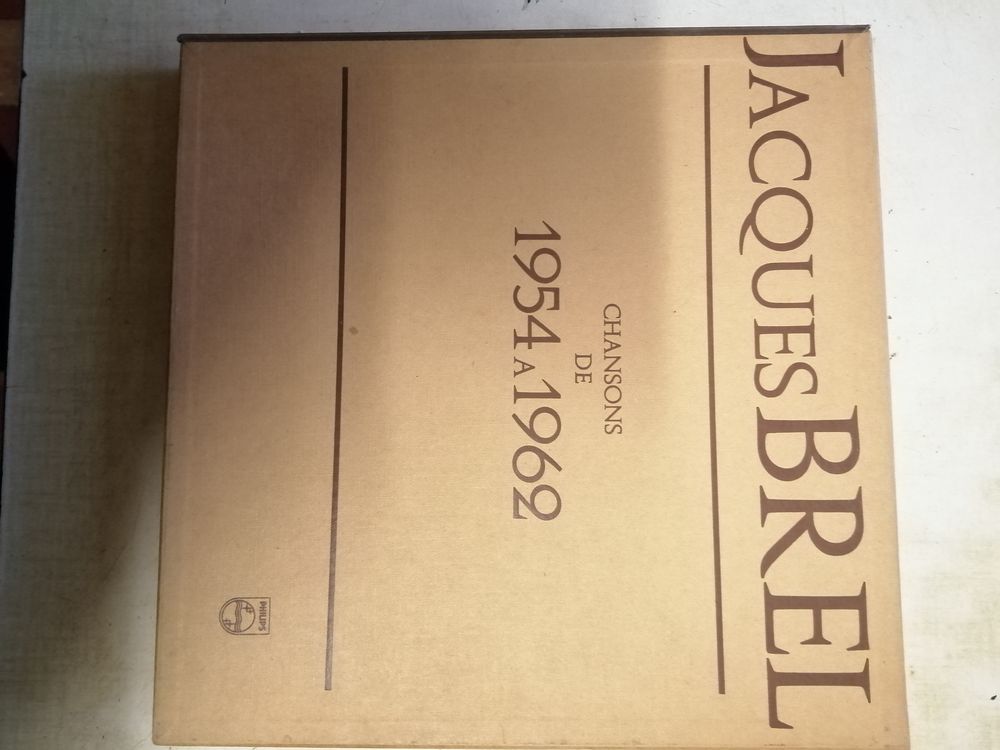 JACQUES BREL
CHANSONS
DE
1954 A 1962
PHILIPS